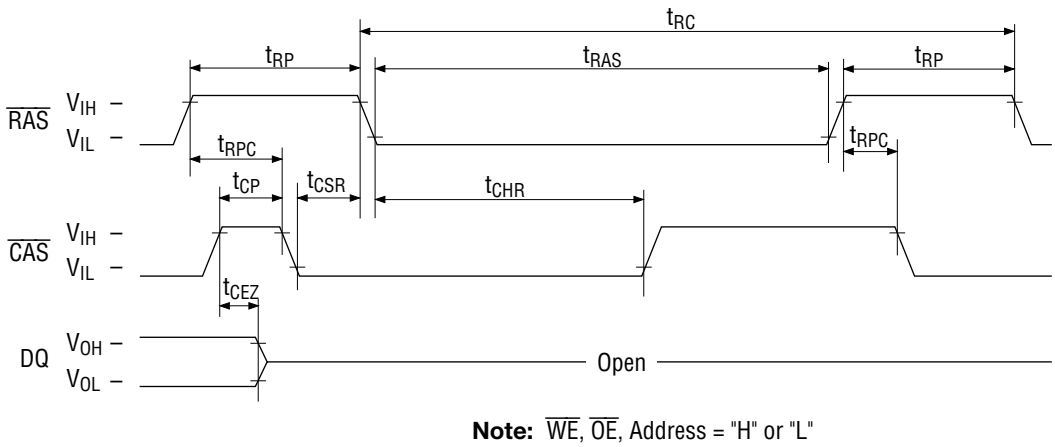 tRC
tRP tRAS tRP
RAS VIH –
VIL –
tRPC tRPC
tCP tCSR tCHR
CAS VIH –
VIL –
tCEZ
DQ VOH –
VOL –
Open
Note: WE, OE, Address = "H" or "L"